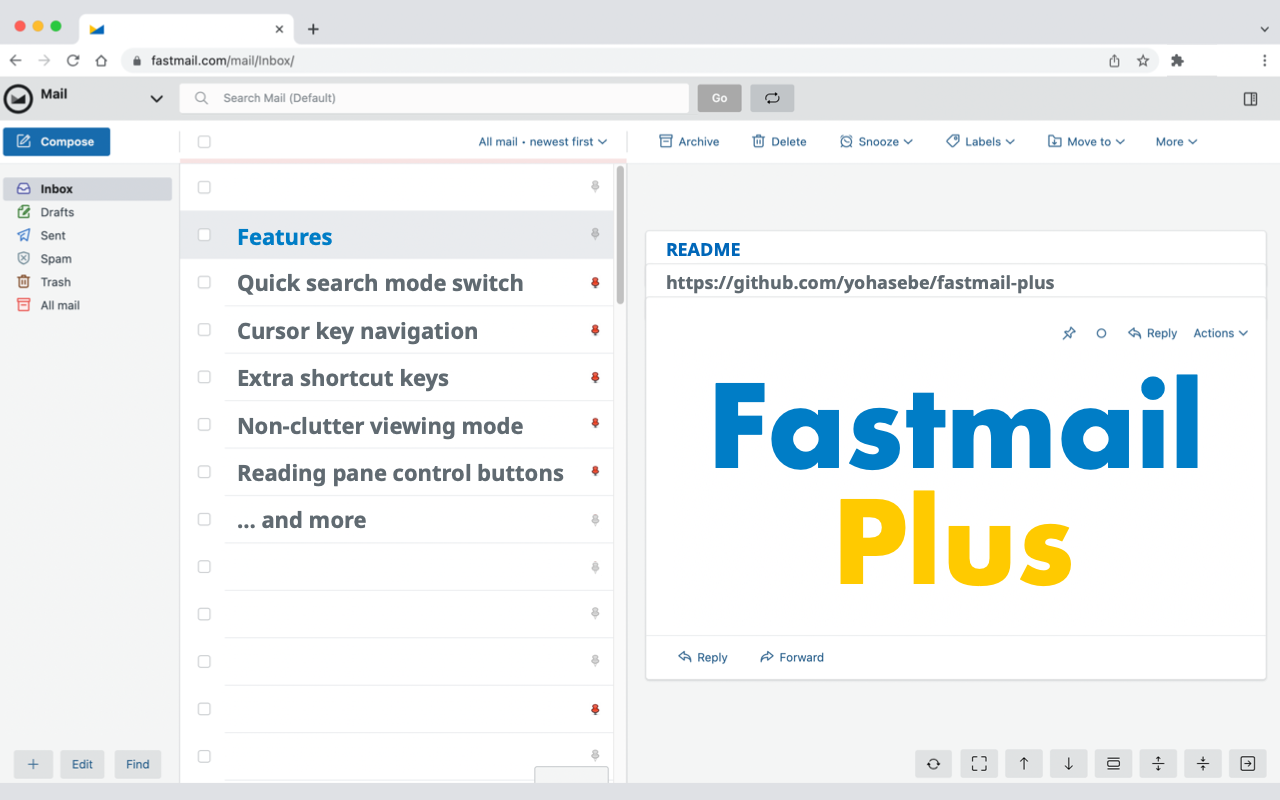 fastmail.com/mail/Inbox/
Mail
Search Mail (Default)
Go
Compose
All mail • newest first
Archive
Delete
Snooze
Labels
Move to
More
Inbox
Drafts
Sent
Spam
Trash
All mail
Features
Quick search mode switch
Cursor key navigation
Extra shortcut keys
Non-clutter viewing mode
Reading pane control buttons
... and more
README
https://github.com/yohasebe/fastmail-plus
Reply
Actions
Fastmail
Plus
Reply
Forward
Edit
Find